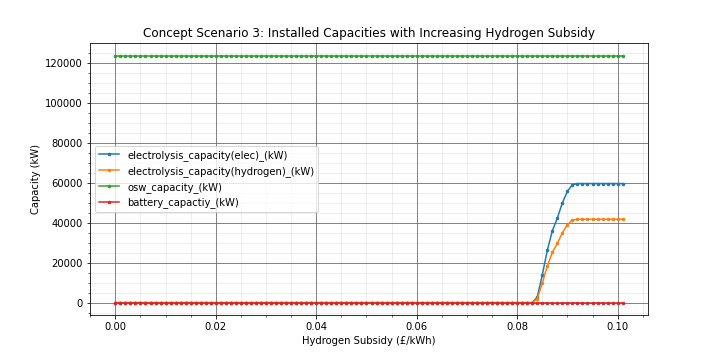 Concept Scenario 3: Installed Capacities with Increasing Hydrogen Subsidy
120000
100000
80000
60000
40000
20000
0
Capacity (kW)
electrolysis_capacity(elec)_(kW)
electrolysis_capacity(hydrogen)_(kW)
osw_capacity_(kW)
battery_capactiy_(kW)
0.00 0.02 0.04 0.06 0.08 0.10
Hydrogen Subsidy (£/kWh)